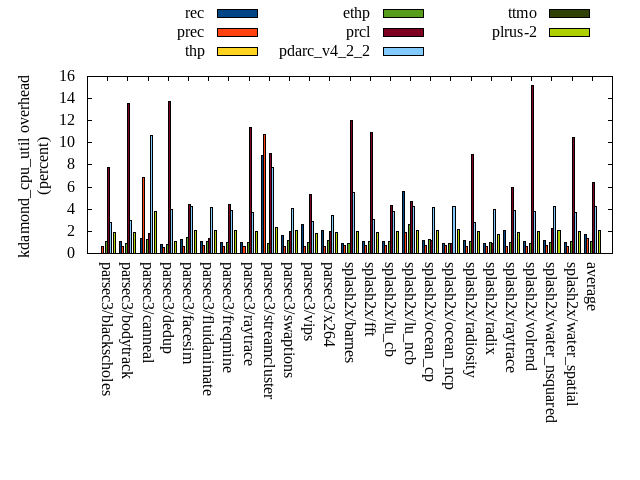 rec
prec
thp
ethp
prcl
pdarc_v4_2_2
ttmo
plrus-2
kdamond_cpu_util overhead
(percent)
16
14
12
10
8
6
4
2
0
parsec3/blackscholes
parsec3/bodytrack
parsec3/canneal
parsec3/dedup
parsec3/facesim
parsec3/fluidanimate
parsec3/freqmine
parsec3/raytrace
parsec3/streamcluster
parsec3/swaptions
parsec3/vips
parsec3/x264
splash2x/barnes
splash2x/fft
splash2x/lu_cb
splash2x/lu_ncb
splash2x/ocean_cp
splash2x/ocean_ncp
splash2x/radiosity
splash2x/radix
splash2x/raytrace
splash2x/volrend
splash2x/water_nsquared
splash2x/water_spatial
average